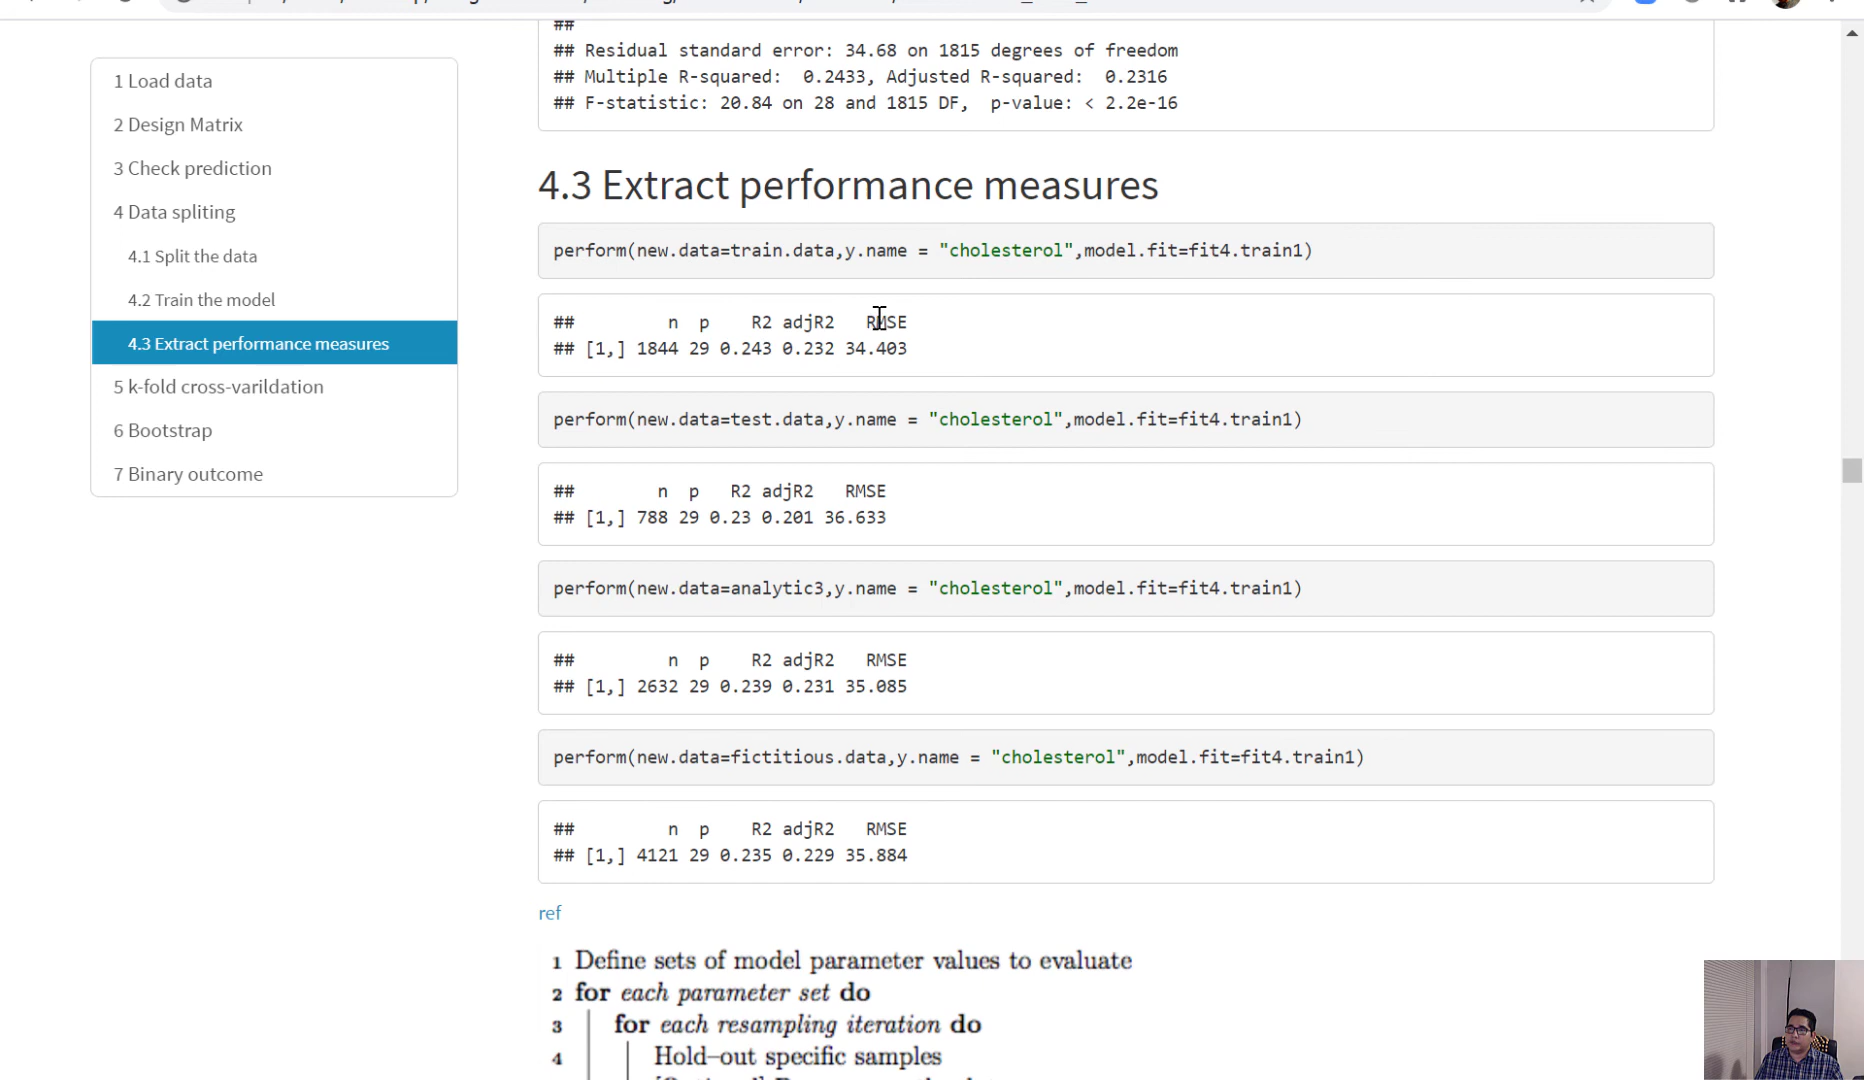 ##
## Residual standard error: 34.68 on 1815 degrees of freedom
## Multiple R-squared:  0.2433, Adjusted R-squared:  0.2316
## F-statistic: 20.84 on 28 and 1815 DF,  p-value: < 2.2e-16
1 Load data
2 Design Matrix
3 Check prediction
4 Data spliting
4.1 Split the data
4.2 Train the model
4.3 Extract performance measures
5 k-fold cross-varildation
6 Bootstrap
7 Binary outcome
4.3 Extract performance measures
perform(new.data=train.data,y.name = "cholesterol",model.fit=fit4.train1)
##         n  p    R2 adjR2   RMSE
## [1,] 1844 29 0.243 0.232 34.403
perform(new.data=test.data,y.name = "cholesterol",model.fit=fit4.train1)
##        n  p   R2 adjR2   RMSE
## [1,] 788 29 0.23 0.201 36.633
perform(new.data=analytic3,y.name = "cholesterol",model.fit=fit4.train1)
##         n  p    R2 adjR2   RMSE
## [1,] 2632 29 0.239 0.231 35.085
perform(new.data=fictitious.data,y.name = "cholesterol",model.fit=fit4.train1)
##         n  p    R2 adjR2   RMSE
## [1,] 4121 29 0.235 0.229 35.884
ref
1 Define sets of model parameter values to evaluate
2 for each parameter set do
3 for each resampling iteration do
4 Hold–out specific samples